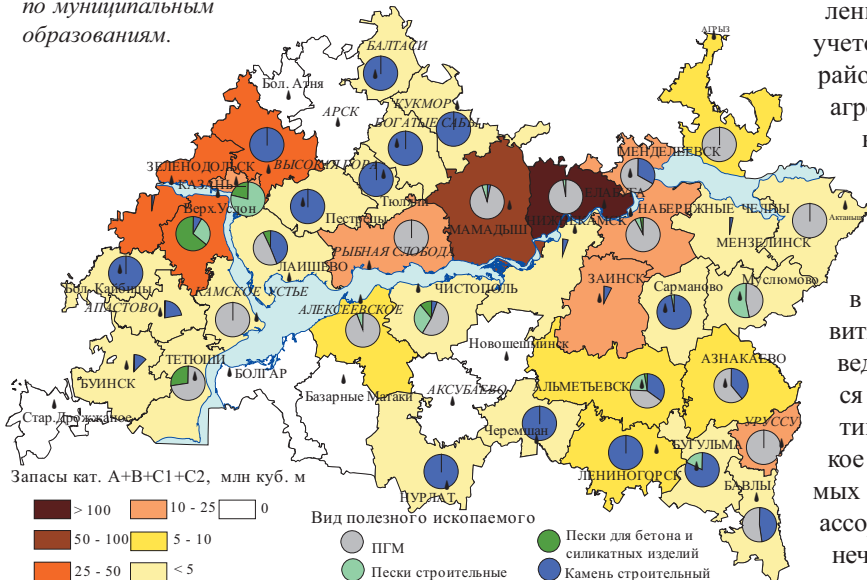 по муниципальным
образованиям.
АГРЫЗ
БАЛТАСИ
Бол. Атня
КУКМОР
АРСК
БОГАТЫЕ САБЫ
МЕНДЕЛЕЕВСК
ЗЕЛЕНОДОЛЬСК
ВЫСОКАЯ ГОРА
КАЗАНЬ
ЕЛАБУГА
Тюлячи
Верх.Услон
Пестрецы
МАМАДЫШ
НИЖНЕКАМСК
НАБЕРЕЖНЫЕ ЧЕЛНЫ
Актаныш
МЕНЗЕЛИНСК
РЫБНАЯ СЛОБОДА
ЛАИШЕВО
ЗАИНСК
Сарманово
Муслюмово
Бол. Кайбицы
КАМСКОЕ УСТЬЕ
ЧИСТОПОЛЬ
АПАСТОВО
АЛЕКСЕЕВСКОЕ
Новошешминск
ТЕТЮШИ
АЗНАКАЕВО
БОЛГАР
БУИНСК
АЛЬМЕТЬЕВСК
АКСУБАЕВО
Базарные Матаки
Стар.Дрожжаное
УРУССУ
Черемшан
БУГУЛЬМА
ЛЕНИНОГОРСК
БАВЛЫ
НУРЛАТ
Запасы кат. А+В+С1+С2, млн куб. м
> 100
10 - 25
0
50 - 100
5 - 10
25 - 50
< 5
Вид полезного ископаемого
ПГМ
Пески для бетона и
силикатных изделий
Пески строительные
Камень строительный
лен
учето
райо
агро
в
вит
вед
ся
тип
кое
мых
ассо
неч